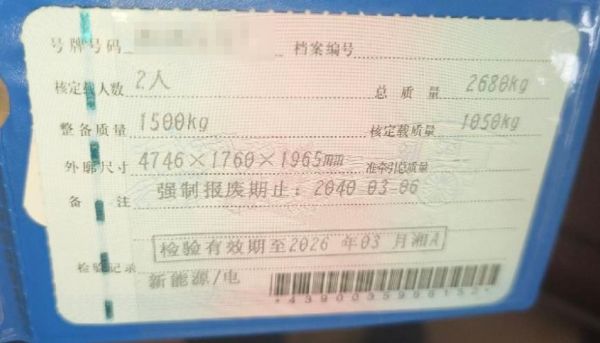 号牌号码 档案编号
核定载人数 2人 总质量 2680kg
整备质量 1500kg 核定载质量 1050kg
外廓尺寸 4746×1760×1965mm 准牵引总质量
备注 强制报废期止：2040-03-06
检验有效期至2026年03月湘A
检验记录 新能源/电